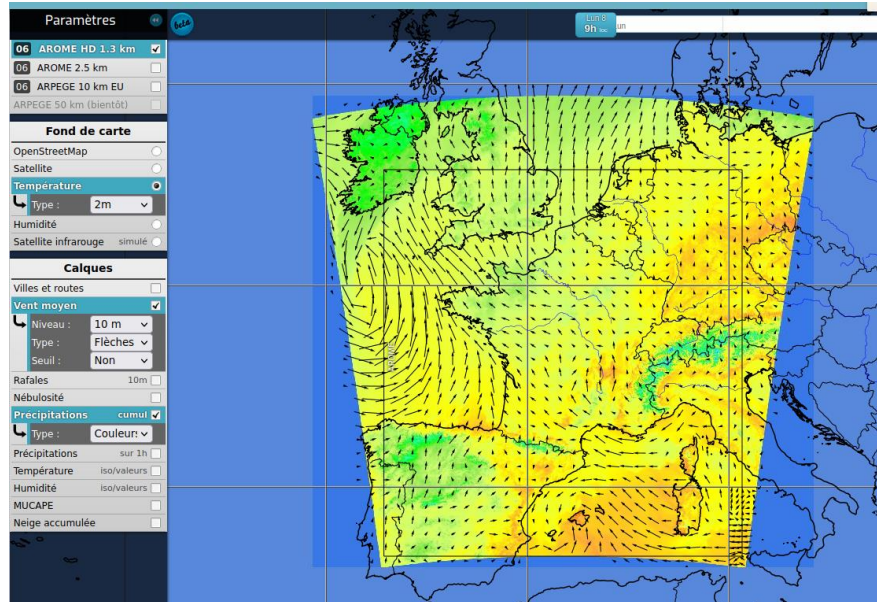 Paramètres
beta
Lun 8
9h loc
un
06 AROME HD 1.3 km
06 AROME 2.5 km
06 ARPEGE 10 km EU
ARPEGE 50 km (bientôt)
Fond de carte
OpenStreetMap
Satellite
Température
Type : 2m
Humidité
Satellite infrarouge simulé
Calques
Villes et routes
Vent moyen
Niveau : 10 m
Type : Flèches
Seuil : Non
Rafales 10m
Nébulosité
Précipitations cumul
Type : Couleurs
Précipitations sur 1h
Température iso/valeurs
Humidité iso/valeurs
MUCAPE
Neige accumulée